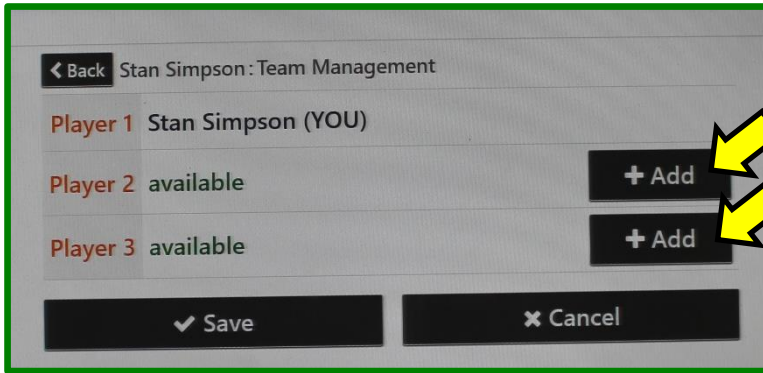 Back Stan Simpson: Team Management
Player 1 Stan Simpson (YOU)
Player 2 available + Add
Player 3 available + Add
✔ Save ✖ Cancel